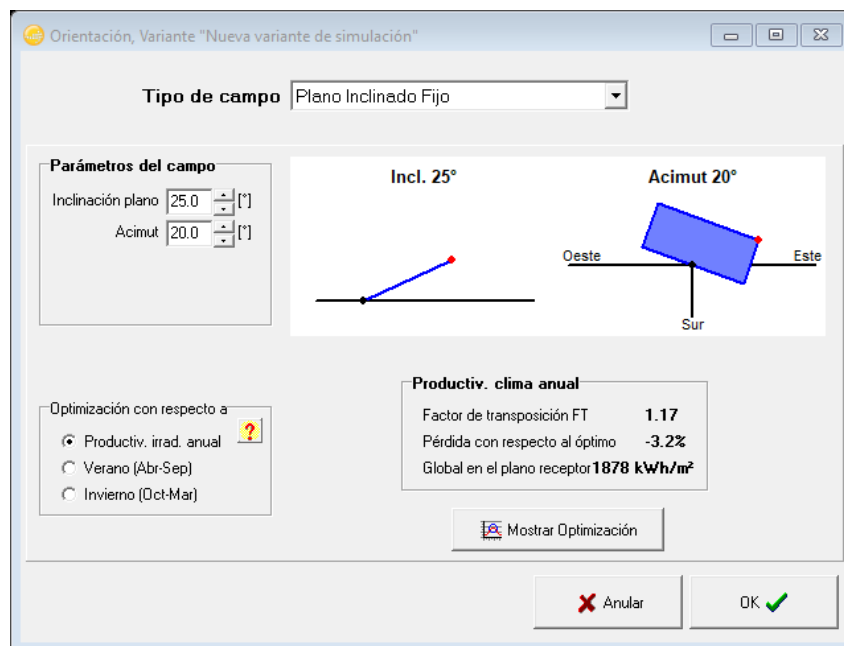 Orientación, Variante "Nueva variante de simulación"
Tipo de campo Plano Inclinado Fijo
Parámetros del campo
Inclinación plano 25.0 [°]
Acimut 20.0 [°]
Incl. 25°
Acimut 20°
Oeste
Este
Sur
Optimización con respecto a
?
Productiv. irrad. anual
Verano (Abr-Sep)
Invierno (Oct-Mar)
Productiv. clima anual
Factor de transposición FT 1.17
Pérdida con respecto al óptimo -3.2%
Global en el plano receptor 1878 kWh/m²
Mostrar Optimización
Anular
OK